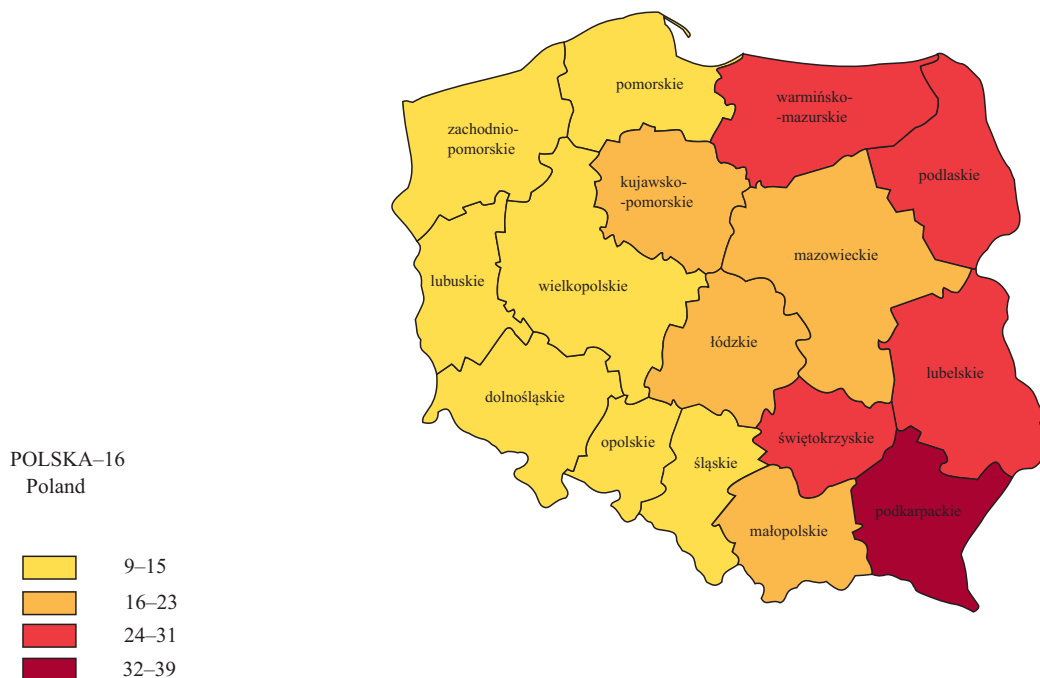 pomorskie
warmińsko-
-mazurskie
zachodnio-
pomorskie
podlaskie
kujawsko-
-pomorskie
mazowieckie
lubuskie
wielkopolskie
łódzkie
lubelskie
dolnośląskie
opolskie
świętokrzyskie
śląskie
podkarpackie
małopolskie
POLSKA–16
Poland
9–15
16–23
24–31
32–39